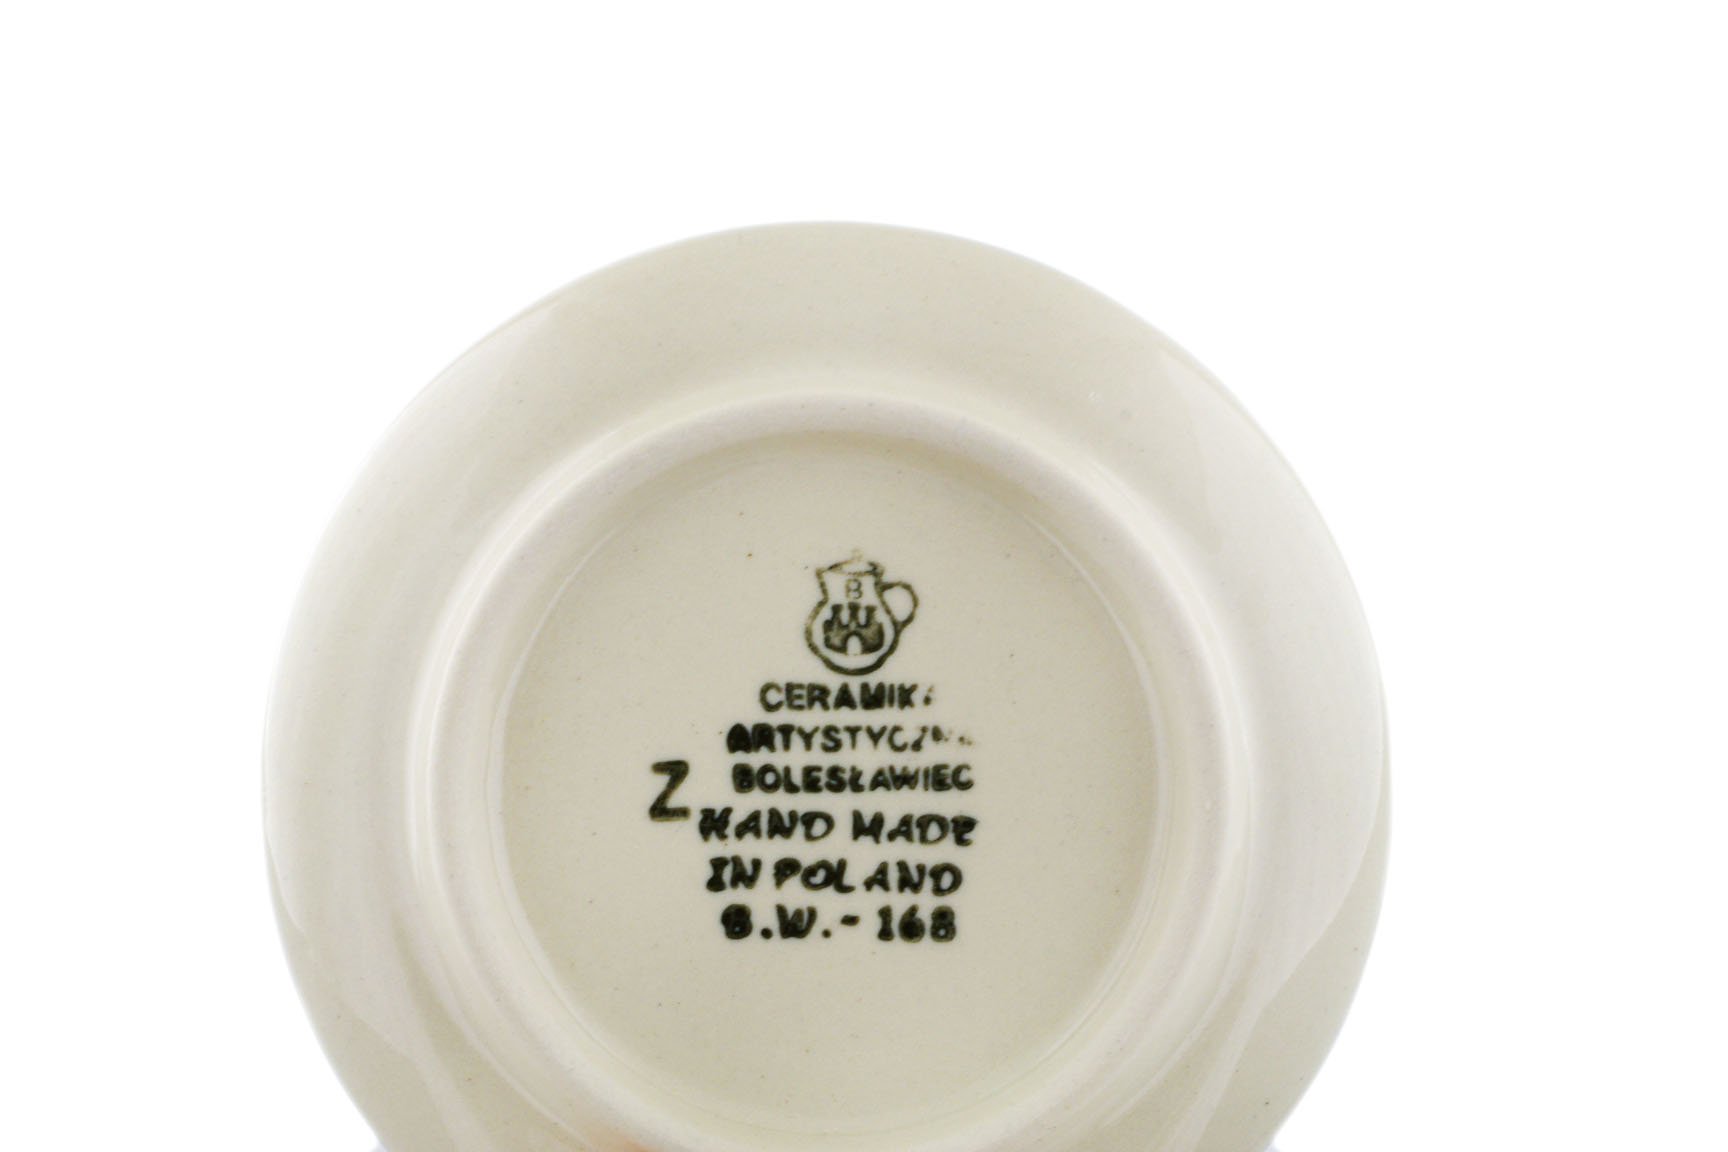 B
CERAMIKA
ARTYSTYCZNA
Z BOLESŁAWIEC
HAND MADE
IN POLAND
B.W.- 168